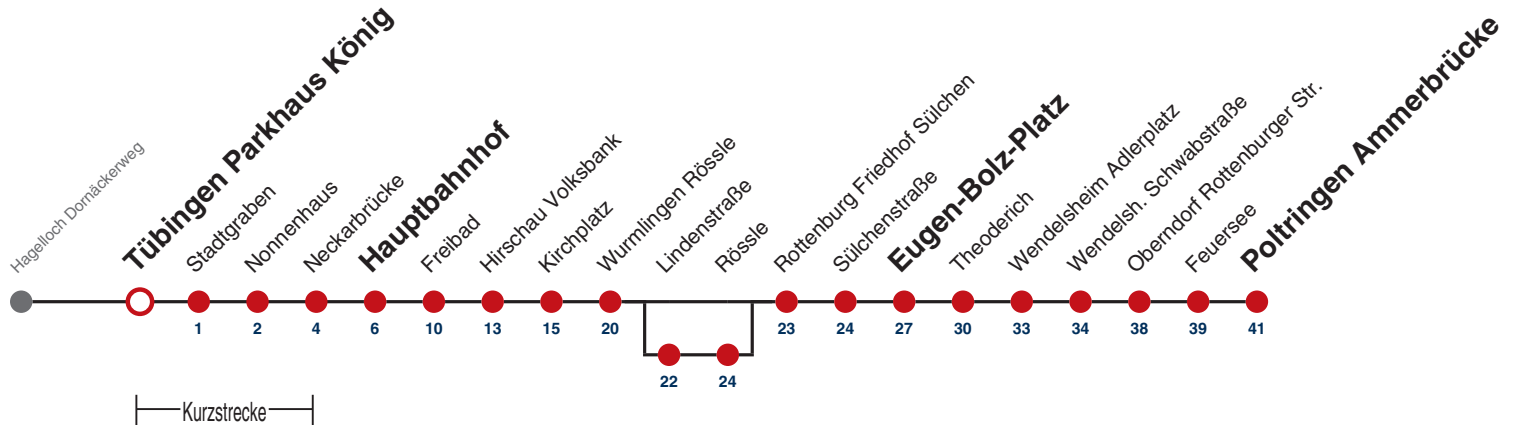 Hagelloch Dornäckerweg
Tübingen Parkhaus König
Stadtgraben
Nonnenhaus
Neckarbrücke
Hauptbahnhof
Freibad
Hirschau Volksbank
Kirchplatz
Wurmlingen Rössle
Lindenstraße
Rössle
Rottenburg Friedhof Sülchen
Sülchenstraße
Eugen-Bolz-Platz
Theoderich
Wendelsheim Adlerplatz
Wendelsh. Schwabstraße
Oberndorf Rottenburger Str.
Feuersee
Poltringen Ammerbrücke
1 2 4 6 10 13 15 20 23 24 27 30 33 34 38 39 41
22 24
Kurzstrecke